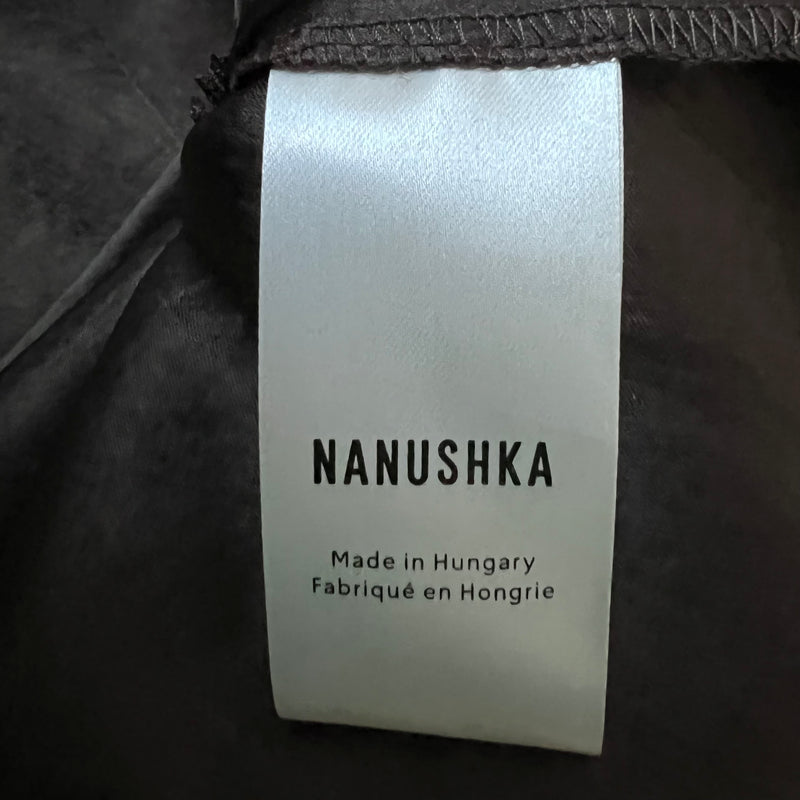 NANUSHKA
Made in Hungary
Fabriqué en Hongrie